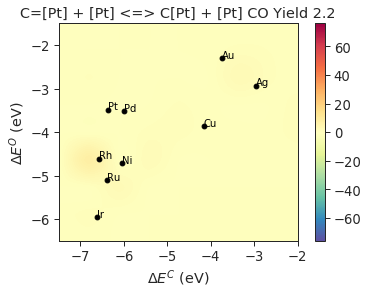 C=[Pt] + [Pt] <=> C[Pt] + [Pt] CO Yield 2.2
−2
−3
−4
−5
−6
ΔE^O (eV)
Au
Ag
Pt
Pd
Cu
Rh
Ni
Ru
Ir
−7
−6
−5
−4
−3
−2
ΔE^C (eV)
60
40
20
0
−20
−40
−60